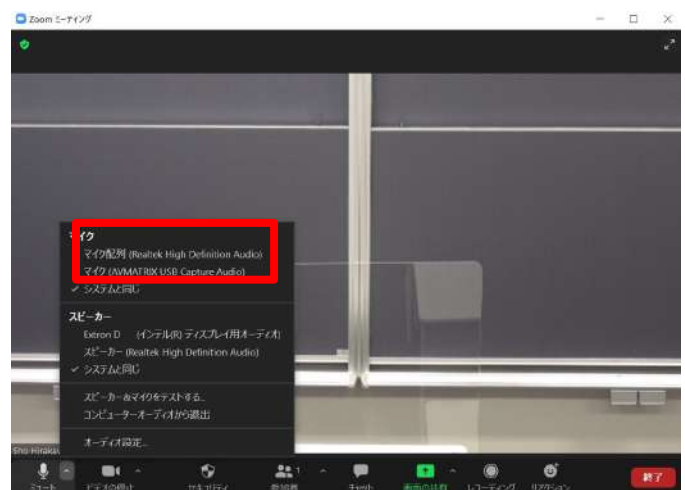 Zoom ミーティング
マイク
マイク配列 (Realtek High Definition Audio)
マイク (AVMATRIX USB Capture Audio)
✓ システムと同じ
スピーカー
Extron D (インテル(R) ディスプレイ用オーディオ)
スピーカー (Realtek High Definition Audio)
✓ システムと同じ
スピーカー&マイクをテストする...
コンピューターオーディオから退出
オーディオ設定...
Sho
ミュート ビデオの停止 セキュリティ 参加者 1 チャット 画面の共有 レコーディング リアクション 終了